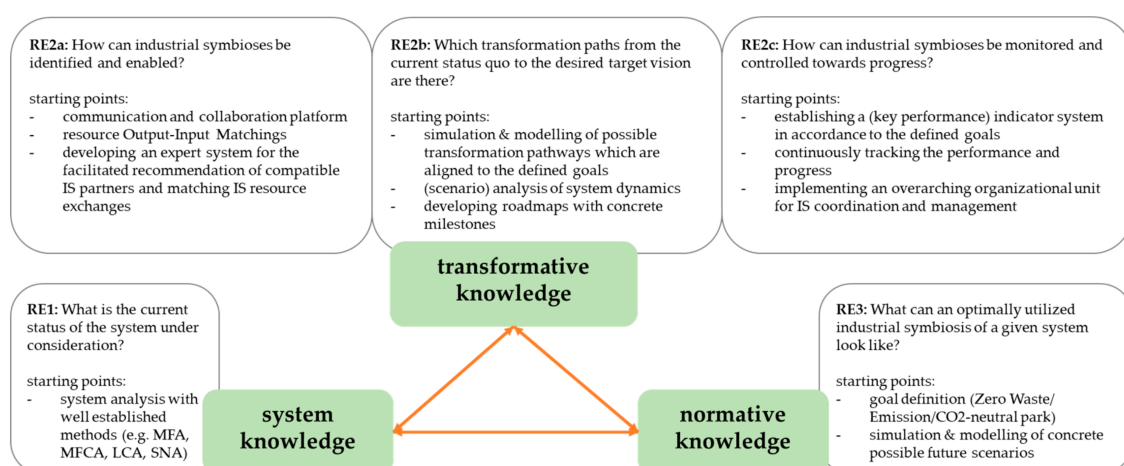 RE2a: How can industrial symbioses be
identified and enabled?
starting points:
- communication and collaboration platform
- resource Output-Input Matchings
- developing an expert system for the
facilitated recommendation of compatible
IS partners and matching IS resource
exchanges
RE2b: Which transformation paths from the
current status quo to the desired target vision
are there?
starting points:
- simulation & modelling of possible
transformation pathways which are
aligned to the defined goals
- (scenario) analysis of system dynamics
- developing roadmaps with concrete
milestones
RE2c: How can industrial symbioses be monitored and
controlled towards progress?
starting points:
- establishing a (key performance) indicator system
in accordance to the defined goals
- continuously tracking the performance and
progress
- implementing an overarching organizational unit
for IS coordination and management
transformative
knowledge
RE1: What is the current
status of the system under
consideration?
starting points:
- system analysis with
well established
methods (e.g. MFA,
MFCA, LCA, SNA)
system
knowledge
normative
knowledge
RE3: What can an optimally utilized
industrial symbiosis of a given system
look like?
starting points:
- goal definition (Zero Waste/
Emission/CO2-neutral park)
- simulation & modelling of concrete
possible future scenarios